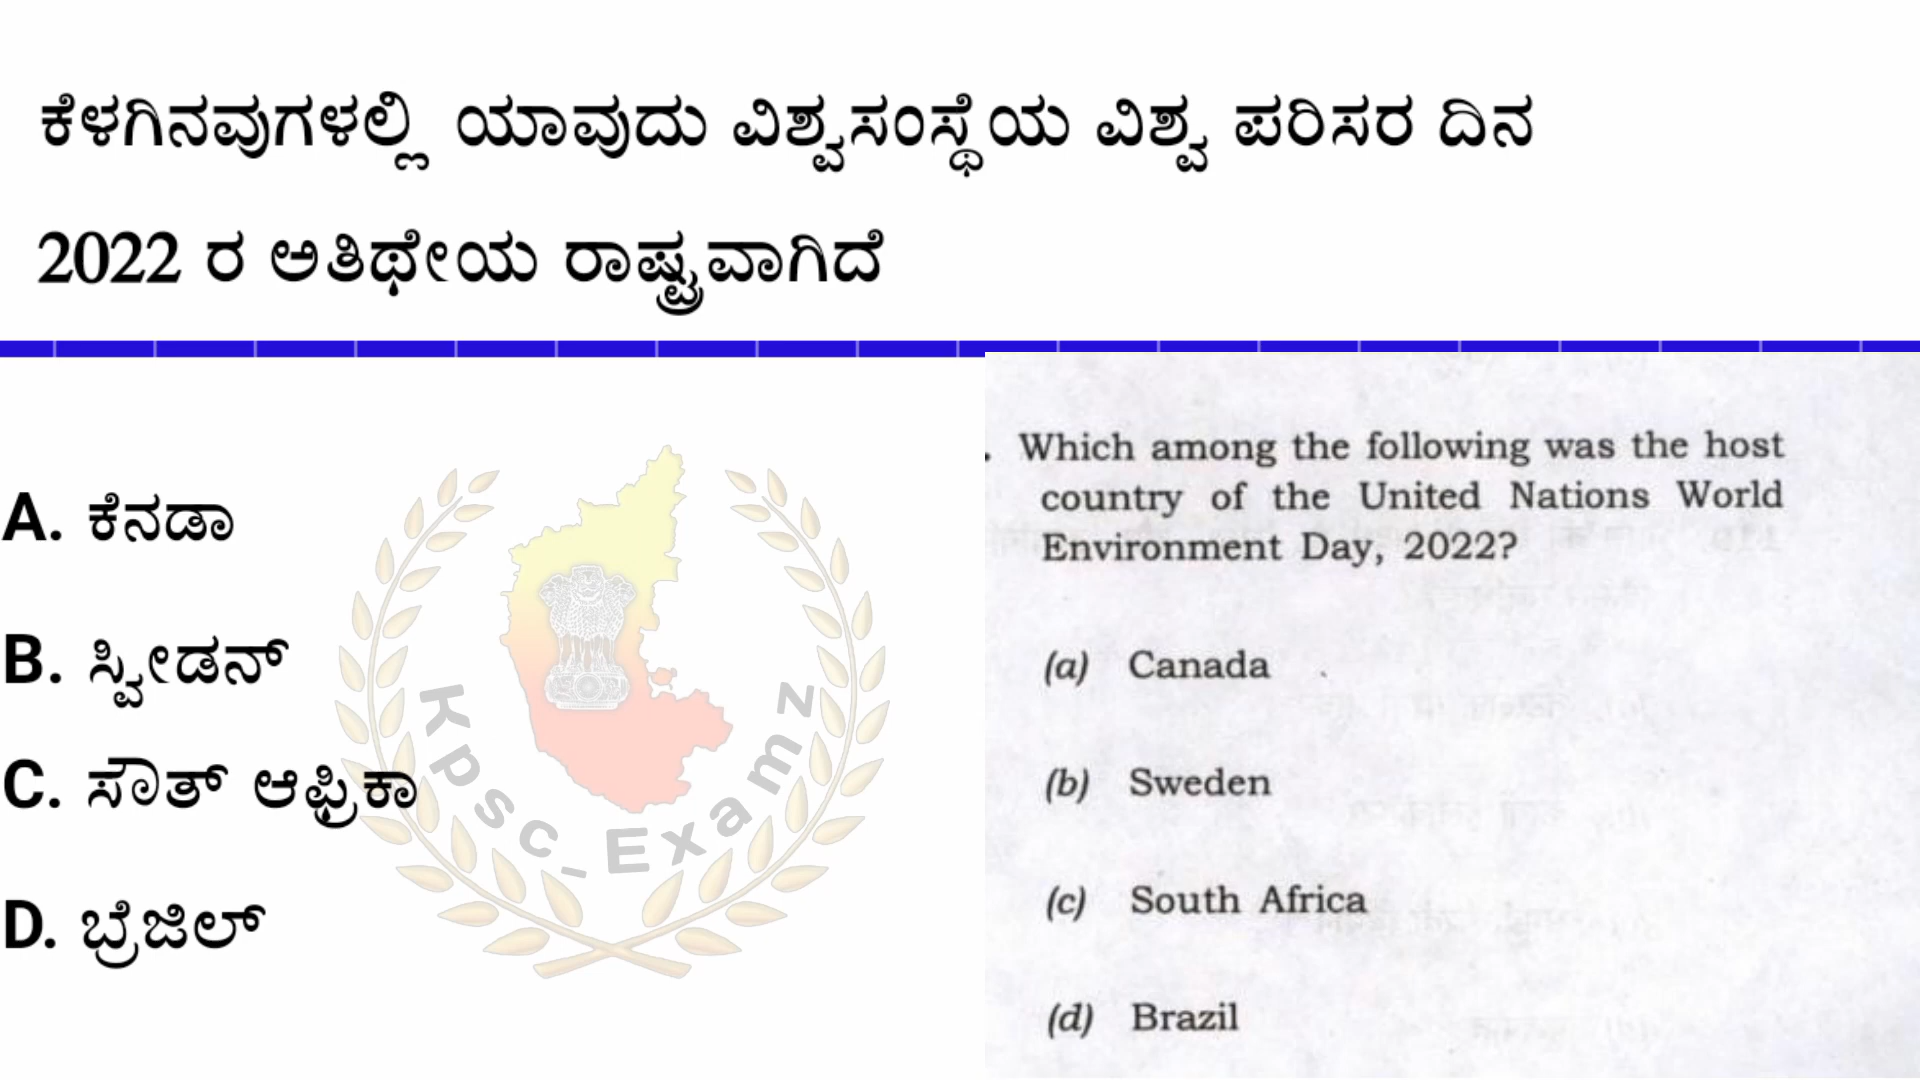 ಕೆಳಗಿನವುಗಳಲ್ಲಿ ಯಾವುದು ವಿಶ್ವಸಂಸ್ಥೆಯ ವಿಶ್ವ ಪರಿಸರ ದಿನ
2022 ರ ಅತಿಥೇಯ ರಾಷ್ಟ್ರವಾಗಿದೆ
A. ಕೆನಡಾ
B. ಸ್ವೀಡನ್
C. ಸೌತ್ ಆಫ್ರಿಕಾ
D. ಬ್ರೆಜಿಲ್
Kpsc_Examz
Which among the following was the host
country of the United Nations World
Environment Day, 2022?
(a) Canada
(b) Sweden
(c) South Africa
(d) Brazil